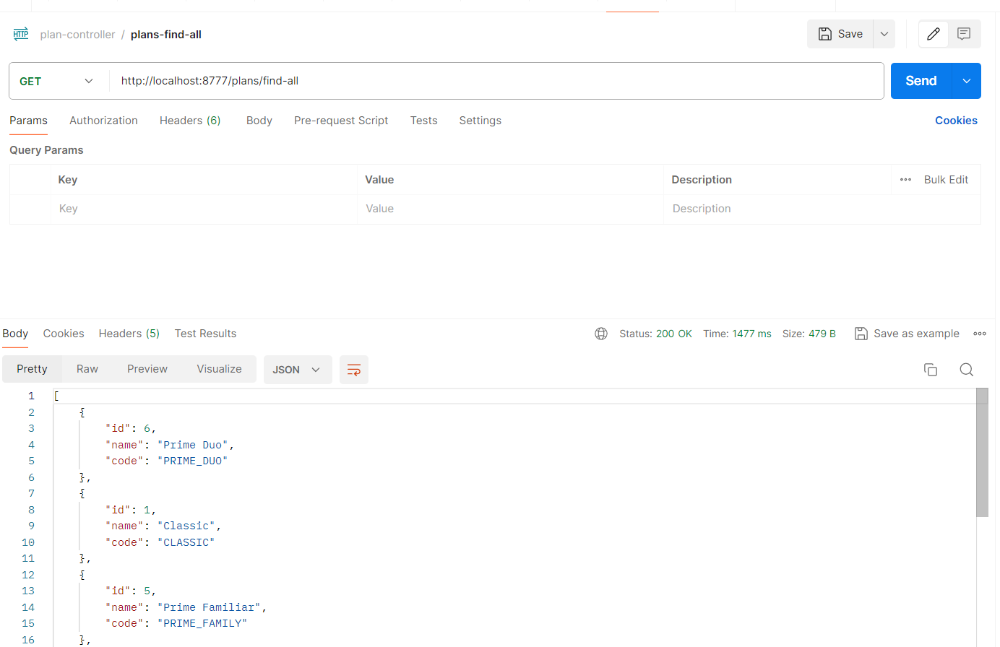 HTTP plan-controller / plans-find-all Save
GET http://localhost:8777/plans/find-all Send
Params Authorization Headers (6) Body Pre-request Script Tests Settings Cookies
Query Params
Key Value Description ••• Bulk Edit
Key Value Description
Body Cookies Headers (5) Test Results Status: 200 OK Time: 1477 ms Size: 479 B Save as example •••
Pretty Raw Preview Visualize JSON
1 [
2 {
3 "id": 6,
4 "name": "Prime Duo",
5 "code": "PRIME_DUO"
6 },
7 {
8 "id": 1,
9 "name": "Classic",
10 "code": "CLASSIC"
11 },
12 {
13 "id": 5,
14 "name": "Prime Familiar",
15 "code": "PRIME_FAMILY"
16 },